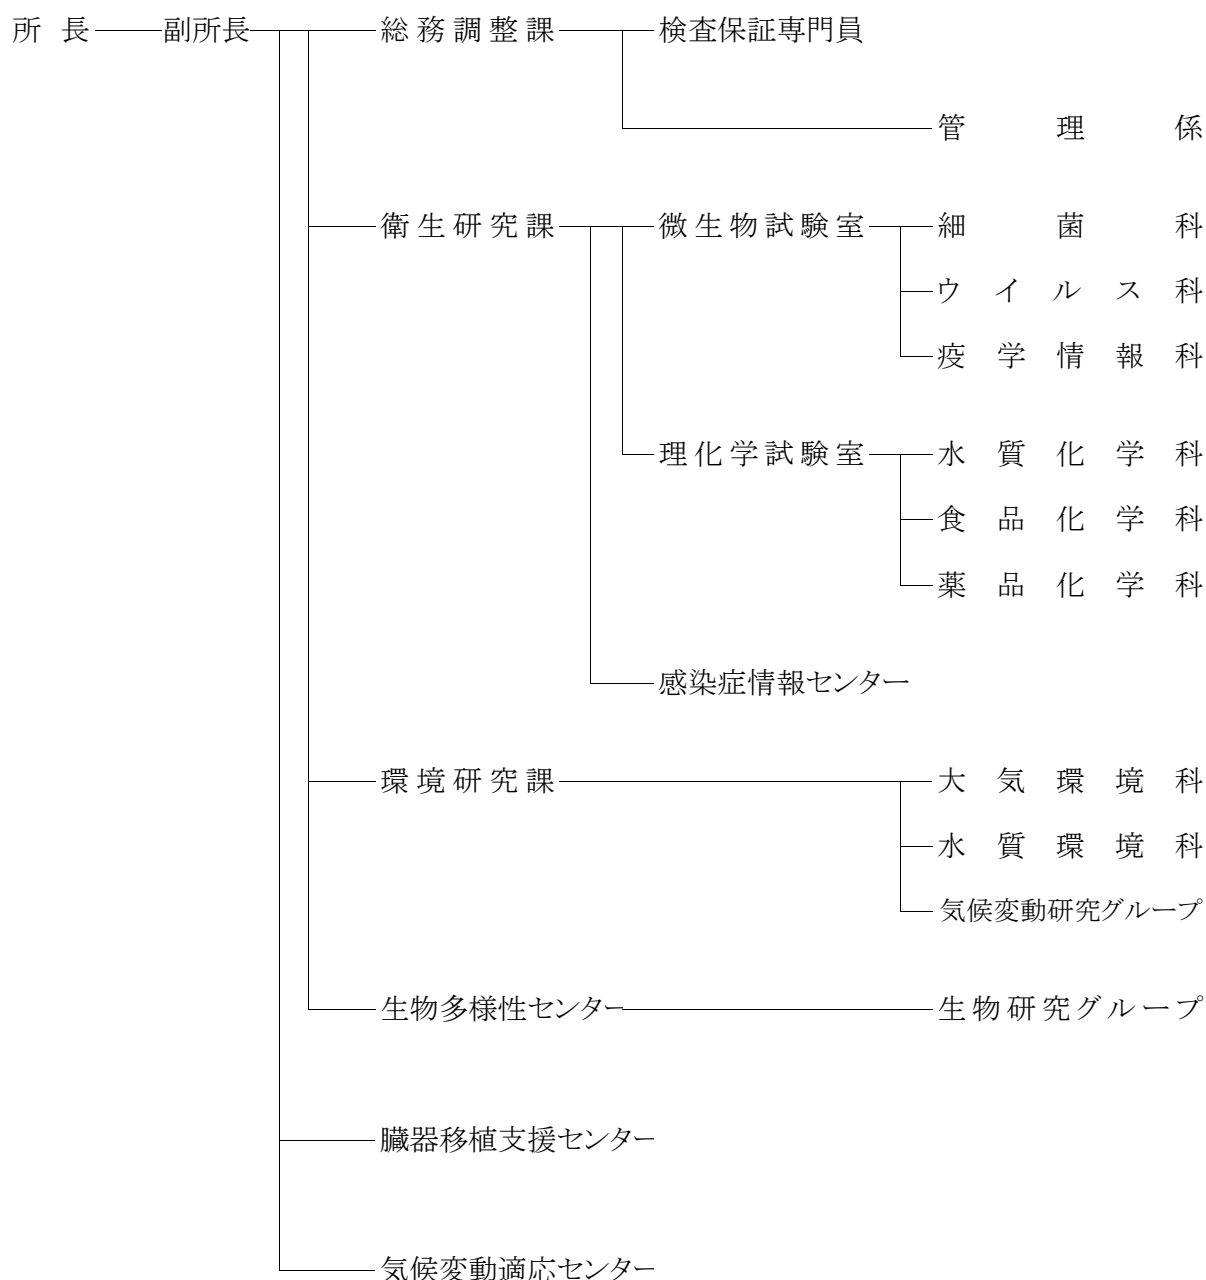 所長 副所長 総務調整課 検査保証専門員
管理係
衛生研究課 微生物試験室 細菌科
ウイルス科
疫学情報科
理化学試験室 水質化学科
食品化学科
薬品化学科
感染症情報センター
環境研究課 大気環境科
水質環境科
気候変動研究グループ
生物多様性センター 生物研究グループ
臓器移植支援センター
気候変動適応センター